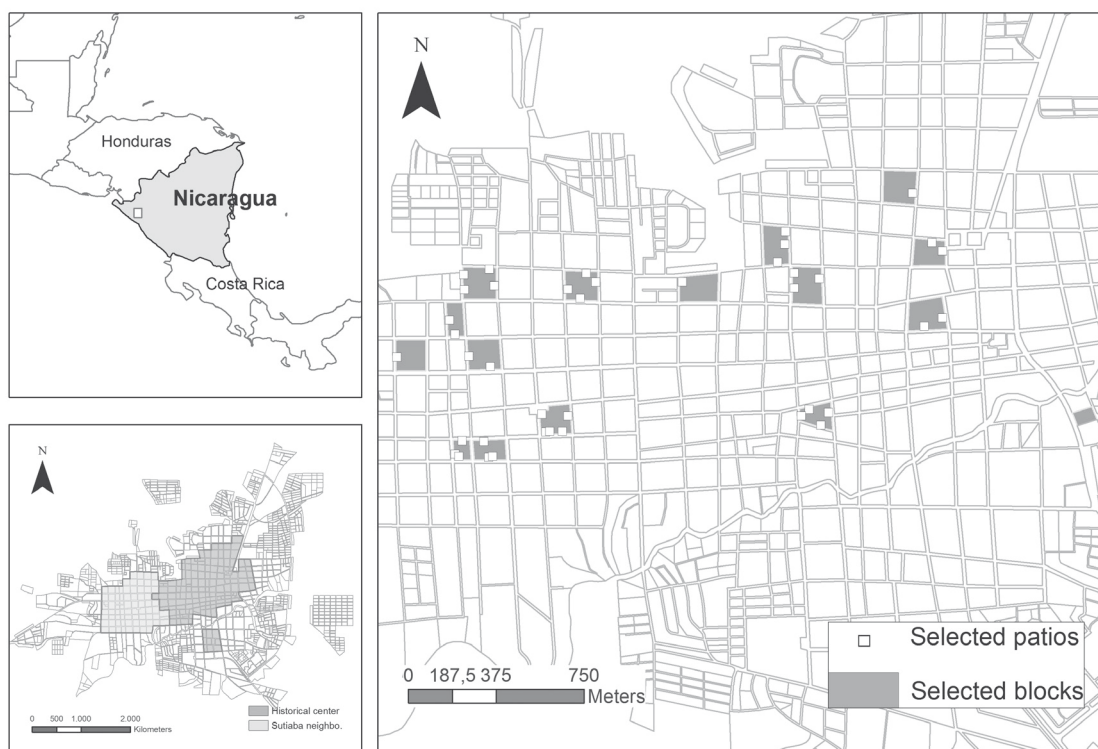 Honduras
Nicaragua
Costa Rica
N
0 500 1.000 2.000
Kilometers
Historical center
Sutiaba neighbo.
N
0 187,5 375 750
Meters
Selected patios
Selected blocks